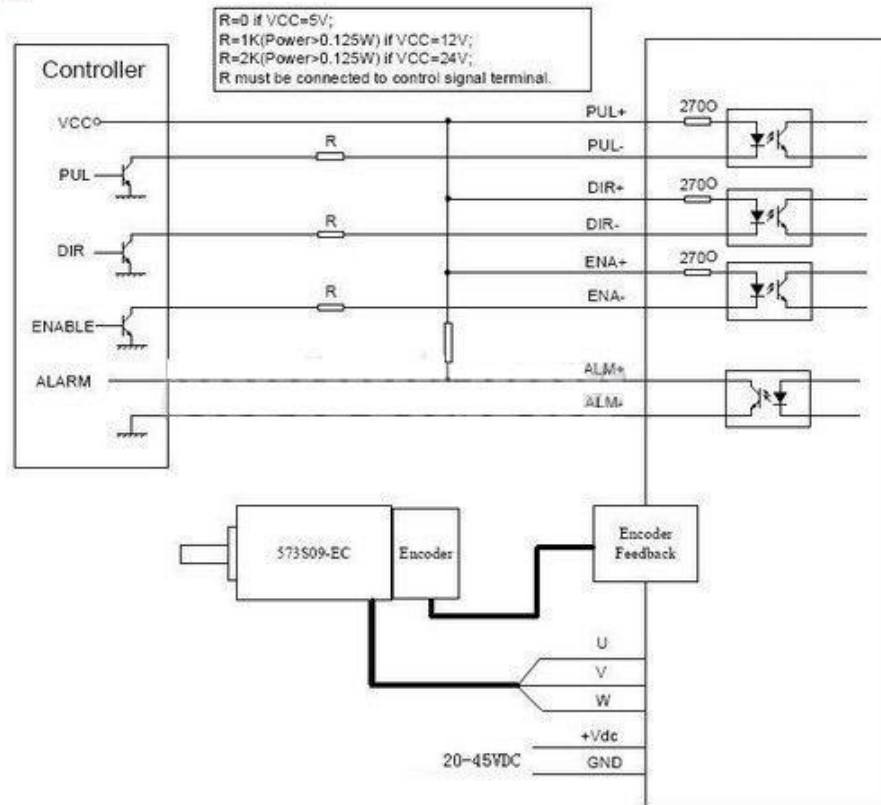 R=0 if VCC=5V;
R=1K(Power>0.125W) if VCC=12V;
R=2K(Power>0.125W) if VCC=24V;
R must be connected to control signal terminal.
Controller
VCC
PUL+
270Ω
R
PUL-
PUL
DIR+
270Ω
R
DIR-
DIR
ENA+
270Ω
R
ENA-
ENABLE
ALM+
ALARM
ALM-
573S09-EC
Encoder
Encoder
Feedback
U
V
W
+Vdc
20-45VDC
GND